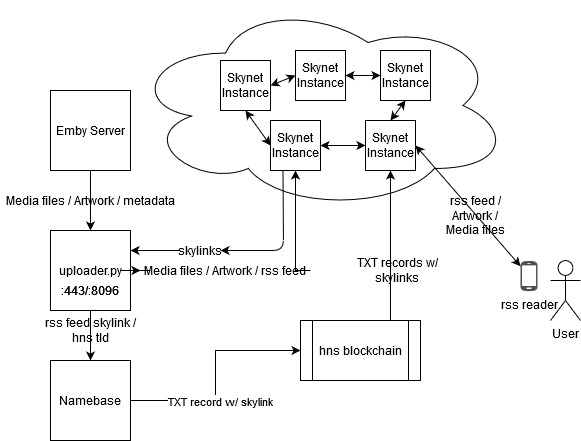 Skynet
Instance
Skynet
Instance
Skynet
Instance
Emby Server
Skynet
Instance
Skynet
Instance
Media files / Artwork / metadata
rss feed /
Artwork /
Media files
skylinks
uploader.py
Media files / Artwork / rss feed
:443/:8096
TXT records w/
skylinks
rss reader
User
rss feed skylink /
hns tld
hns blockchain
Namebase
TXT record w/ skylink